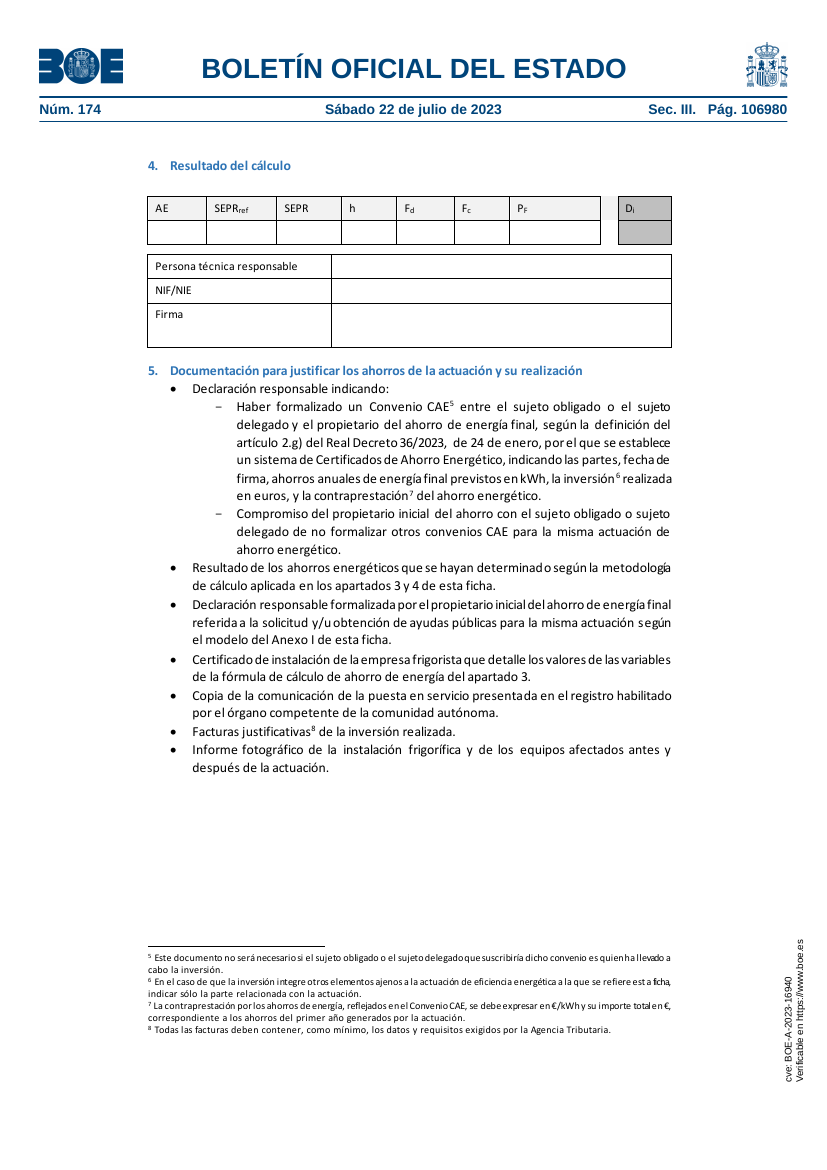 BOE
BOLETÍN OFICIAL DEL ESTADO
Núm. 174 Sábado 22 de julio de 2023 Sec. III. Pág. 106980
4. Resultado del cálculo
AE SEPRref SEPR h Fd Fc PF Di
Persona técnica responsable
NIF/NIE
Firma
5. Documentación para justificar los ahorros de la actuación y su realización
• Declaración responsable indicando:
− Haber formalizado un Convenio CAE⁵ entre el sujeto obligado o el sujeto
delegado y el propietario del ahorro de energía final, según la definición del
artículo 2.g) del Real Decreto 36/2023, de 24 de enero, por el que se establece
un sistema de Certificados de Ahorro Energético, indicando las partes, fecha de
firma, ahorros anuales de energía final previstos en kWh, la inversión⁶ realizada
en euros, y la contraprestación⁷ del ahorro energético.
− Compromiso del propietario inicial del ahorro con el sujeto obligado o sujeto
delegado de no formalizar otros convenios CAE para la misma actuación de
ahorro energético.
• Resultado de los ahorros energéticos que se hayan determinado según la metodología
de cálculo aplicada en los apartados 3 y 4 de esta ficha.
• Declaración responsable formalizada por el propietario inicial del ahorro de energía final
referida a la solicitud y/u obtención de ayudas públicas para la misma actuación según
el modelo del Anexo I de esta ficha.
• Certificado de instalación de la empresa frigorista que detalle los valores de las variables
de la fórmula de cálculo de ahorro de energía del apartado 3.
• Copia de la comunicación de la puesta en servicio presentada en el registro habilitado
por el órgano competente de la comunidad autónoma.
• Facturas justificativas⁸ de la inversión realizada.
• Informe fotográfico de la instalación frigorífica y de los equipos afectados antes y
después de la actuación.
⁵ Este documento no será necesario si el sujeto obligado o el sujeto delegado que suscribiría dicho convenio es quien ha llevado a
cabo la inversión.
⁶ En el caso de que la inversión integre otros elementos ajenos a la actuación de eficiencia energética a la que se refiere esta ficha,
indicar sólo la parte relacionada con la actuación.
⁷ La contraprestación por los ahorros de energía, reflejados en el Convenio CAE, se debe expresar en €/kWh y su importe total en €,
correspondiente a los ahorros del primer año generados por la actuación.
⁸ Todas las facturas deben contener, como mínimo, los datos y requisitos exigidos por la Agencia Tributaria.
cve: BOE-A-2023-16940
Verificable en https://www.boe.es